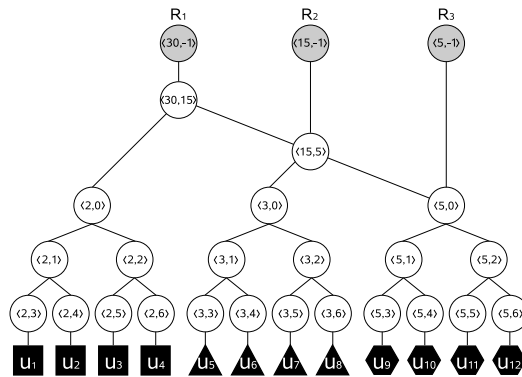 R1 R2 R3
⟨30,-1⟩ ⟨15,-1⟩ ⟨5,-1⟩
⟨30,15⟩
⟨15,5⟩
⟨2,0⟩ ⟨3,0⟩ ⟨5,0⟩
⟨2,1⟩ ⟨2,2⟩ ⟨3,1⟩ ⟨3,2⟩ ⟨5,1⟩ ⟨5,2⟩
⟨2,3⟩ ⟨2,4⟩ ⟨2,5⟩ ⟨2,6⟩ ⟨3,3⟩ ⟨3,4⟩ ⟨3,5⟩ ⟨3,6⟩ ⟨5,3⟩ ⟨5,4⟩ ⟨5,5⟩ ⟨5,6⟩
u1 u2 u3 u4 u5 u6 u7 u8 u9 u10 u11 u12